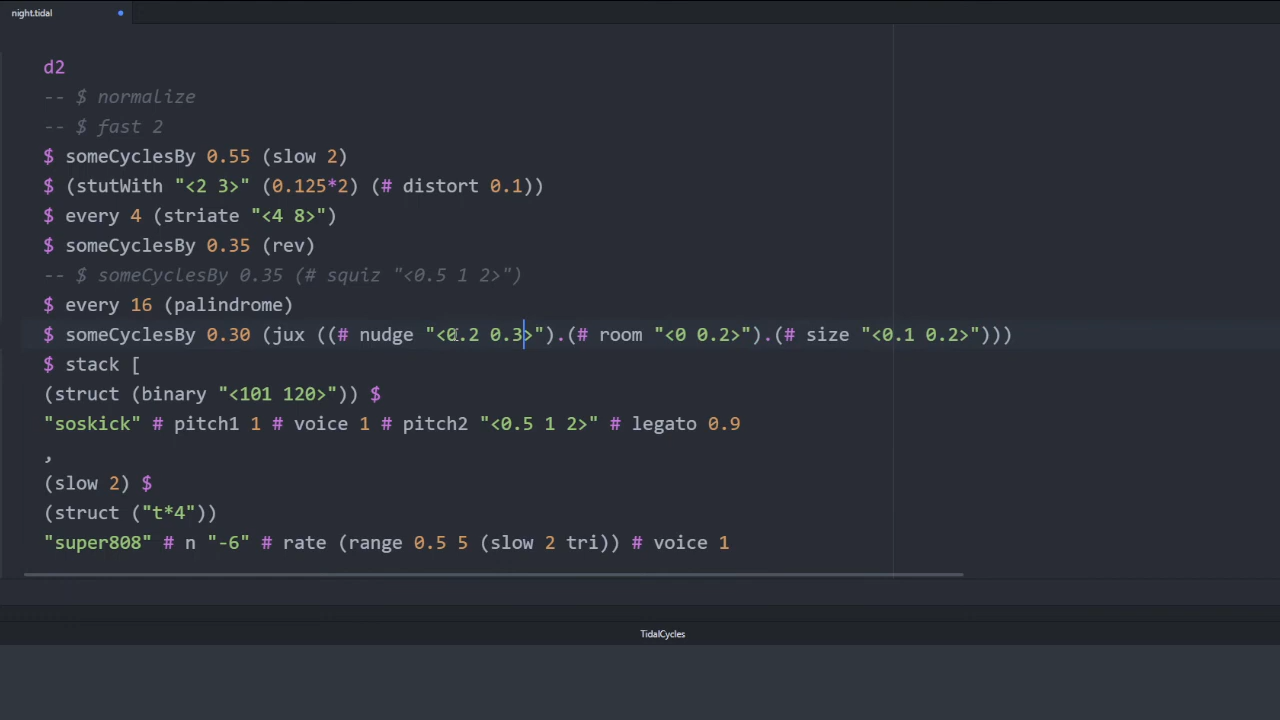 night.tidal
d2
-- $ normalize
-- $ fast 2
$ someCyclesBy 0.55 (slow 2)
$ (stutWith "<2 3>" (0.125*2) (# distort 0.1))
$ every 4 (striate "<4 8>")
$ someCyclesBy 0.35 (rev)
-- $ someCyclesBy 0.35 (# squiz "<0.5 1 2>")
$ every 16 (palindrome)
$ someCyclesBy 0.30 (jux ((# nudge "<0.2 0.3>").(# room "<0 0.2>").(# size "<0.1 0.2>")))
$ stack [
(struct (binary "<101 120>")) $
"soskick" # pitch1 1 # voice 1 # pitch2 "<0.5 1 2>" # legato 0.9
,
(slow 2) $
(struct ("t*4"))
"super808" # n "-6" # rate (range 0.5 5 (slow 2 tri)) # voice 1
TidalCycles